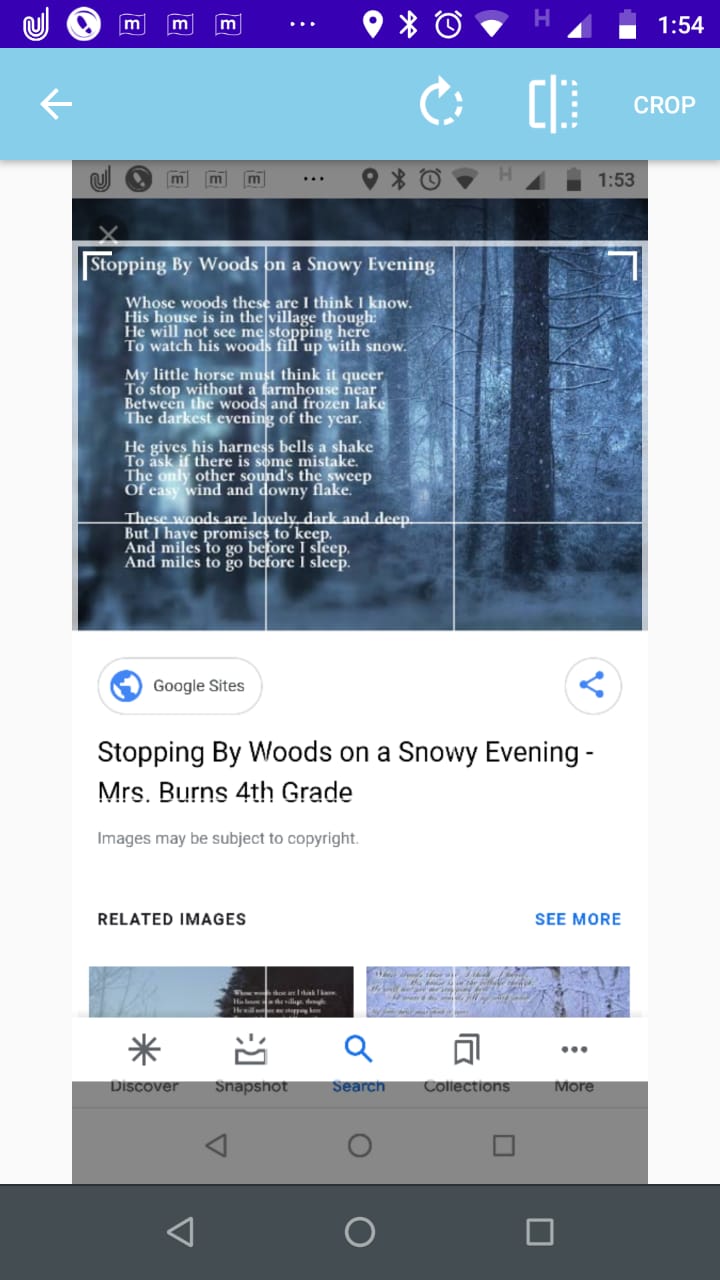 1:54
CROP
1:53
Stopping By Woods on a Snowy Evening
Whose woods these are I think I know.
His house is in the village though;
He will not see me stopping here
To watch his woods fill up with snow.
My little horse must think it queer
To stop without a farmhouse near
Between the woods and frozen lake
The darkest evening of the year.
He gives his harness bells a shake
To ask if there is some mistake.
The only other sound's the sweep
Of easy wind and downy flake.
These woods are lovely, dark and deep,
But I have promises to keep,
And miles to go before I sleep,
And miles to go before I sleep.
Google Sites
Stopping By Woods on a Snowy Evening -
Mrs. Burns 4th Grade
Images may be subject to copyright.
RELATED IMAGES SEE MORE
Whose woods these are I think I know.
His house is in the village, though;
He will not see me stopping here
Discover Snapshot Search Collections More